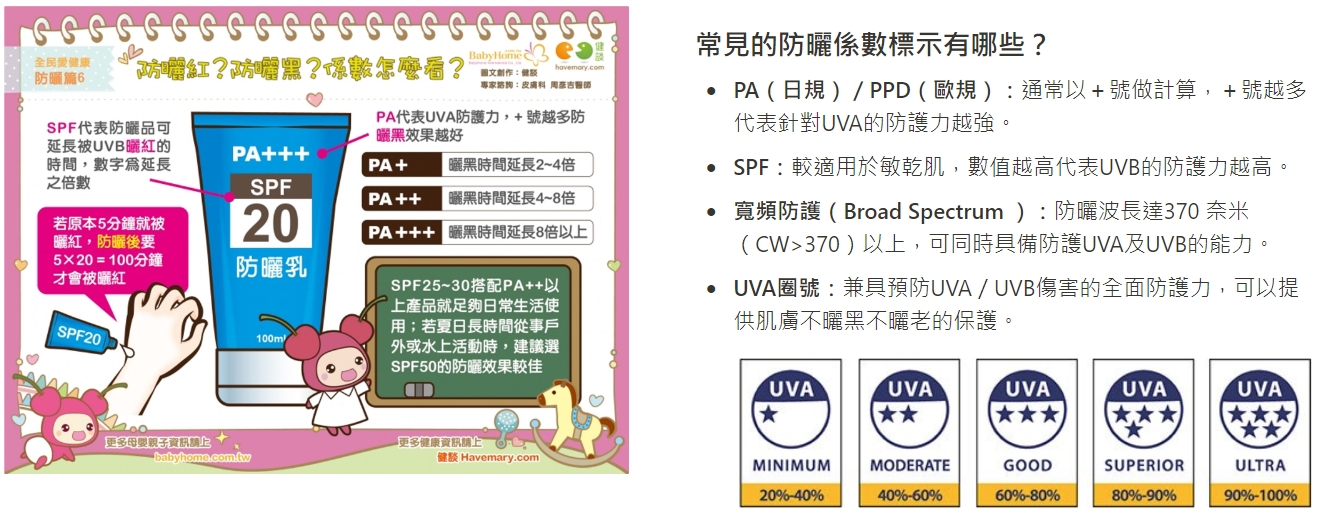 全民愛健康
防曬篇6
防曬紅?防曬黑?係數怎麼看?
BabyHome
健談
havemary.com
圖文創作:健談
專家諮詢:皮膚科 周彥吉醫師
SPF代表防曬品可
延長被UVB曬紅的
時間,數字為延長
之倍數
若原本5分鐘就被
曬紅,防曬後要
5×20=100分鐘
才會被曬紅
SPF20
PA+++
SPF
20
防曬乳
100m
PA代表UVA防護力,+號越多防
曬黑效果越好
PA+ 曬黑時間延長2~4倍
PA++ 曬黑時間延長4~8倍
PA+++ 曬黑時間延長8倍以上
SPF25~30搭配PA++以
上產品就足夠日常生活使
用;若夏日長時間從事戶
外或水上活動時,建議選
SPF50的防曬效果較佳
更多母嬰親子資訊請上
babyhome.com.tw
更多健康資訊請上
健談 Havemary.com
常見的防曬係數標示有哪些?
• PA(日規)/ PPD(歐規):通常以+號做計算,+號越多
代表針對UVA的防護力越強。
• SPF:較適用於敏乾肌,數值越高代表UVB的防護力越高。
• 寬頻防護(Broad Spectrum ):防曬波長達370 奈米
(CW>370)以上,可同時具備防護UVA及UVB的能力。
• UVA圈號:兼具預防UVA / UVB傷害的全面防護力,可以提
供肌膚不曬黑不曬老的保護。
UVA UVA UVA UVA UVA
MINIMUM MODERATE GOOD SUPERIOR ULTRA
20%-40% 40%-60% 60%-80% 80%-90% 90%-100%